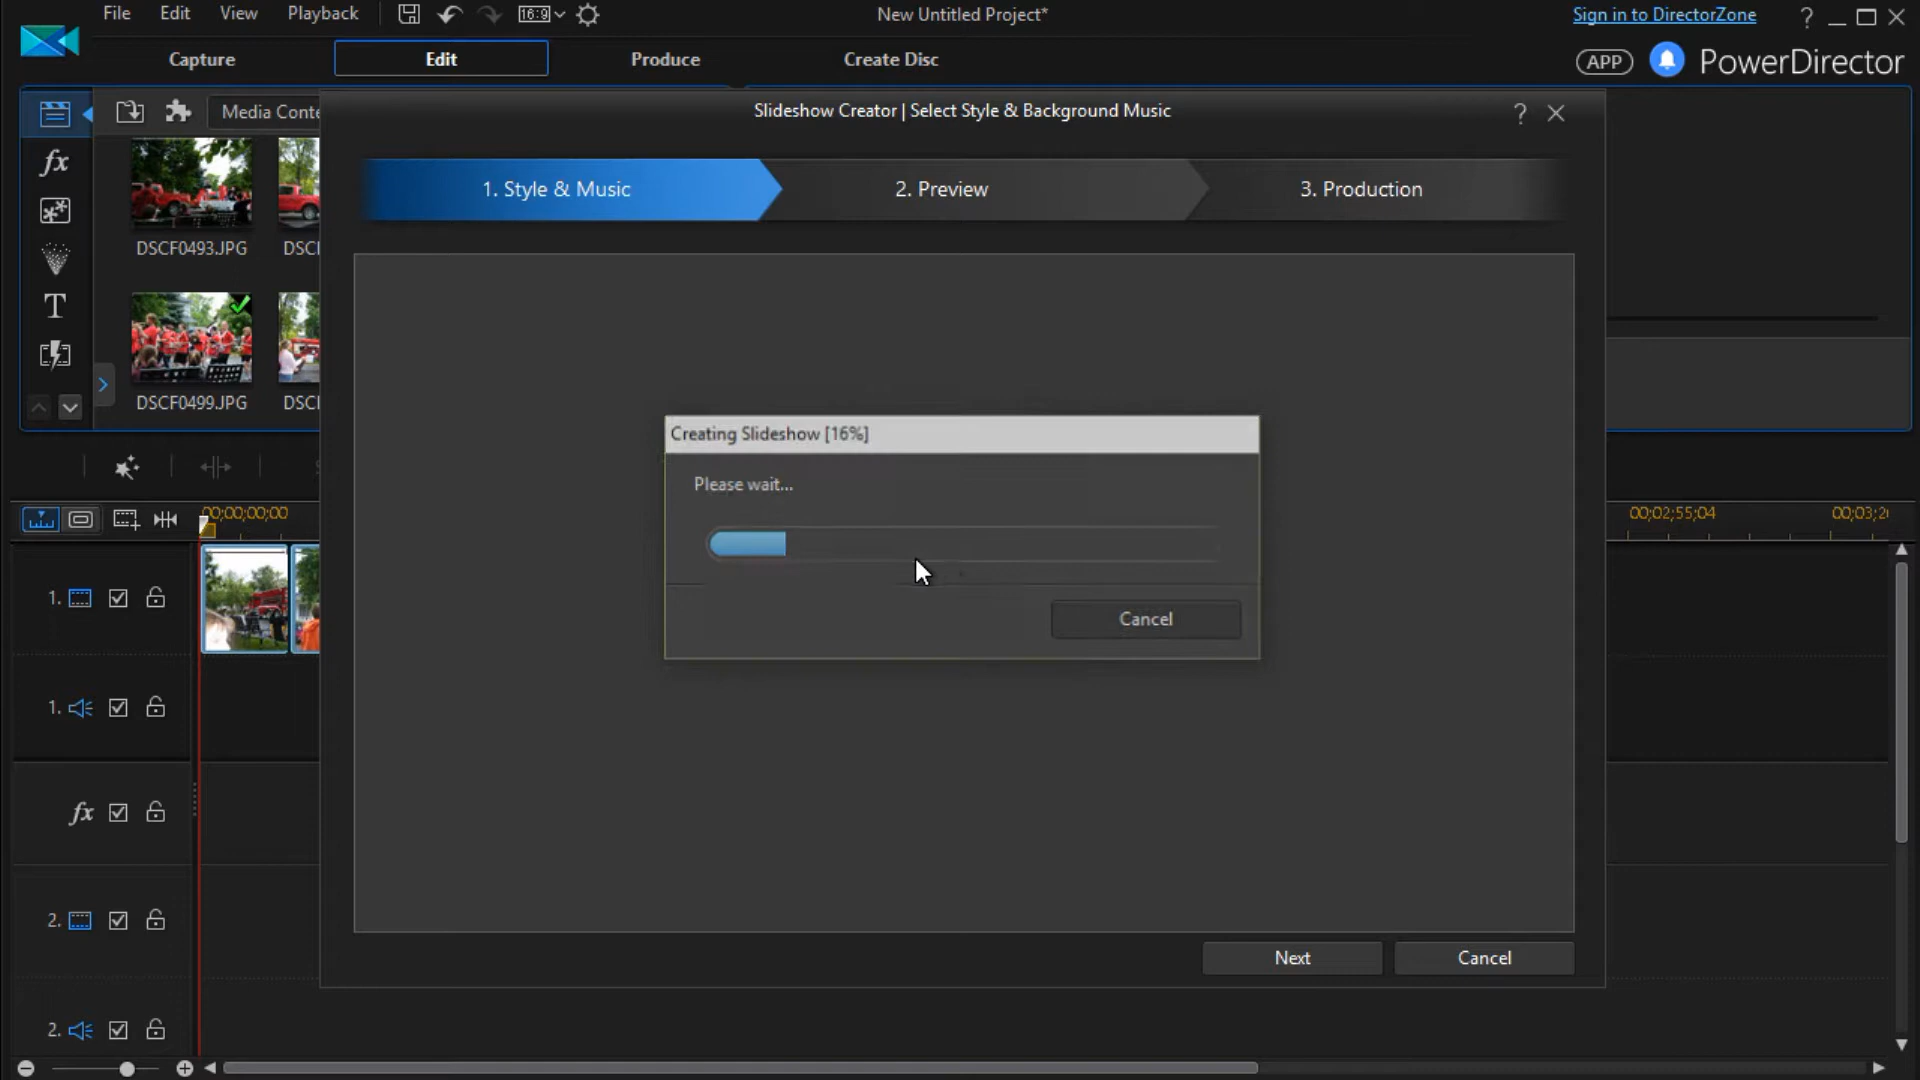 File Edit View Playback 16:9 New Untitled Project* Sign in to DirectorZone ?
Capture Edit Produce Create Disc APP PowerDirector
Media Conte
Slideshow Creator | Select Style & Background Music ?
1. Style & Music 2. Preview 3. Production
DSCF0493.JPG DSCI
DSCF0499.JPG DSCI
fx
T
Creating Slideshow [16%]
Please wait...
Cancel
00;00;00;00 00;02;55;04 00;03;2
1.
1.
fx
2.
2.
Next Cancel